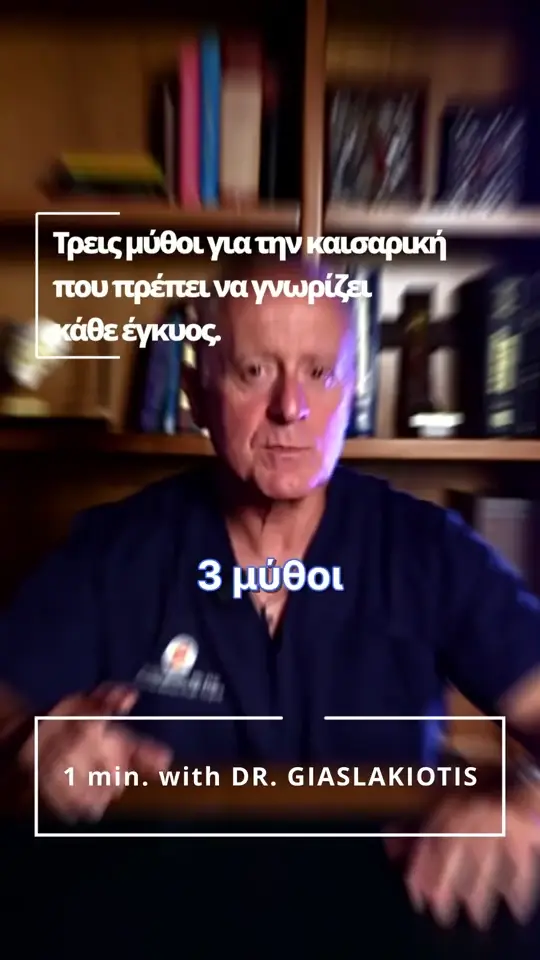 Τρεις μύθοι για την καισαρική
που πρέπει να γνωρίζει
κάθε έγκυος.
3 μύθοι
1 min. with DR. GIASLAKIOTIS